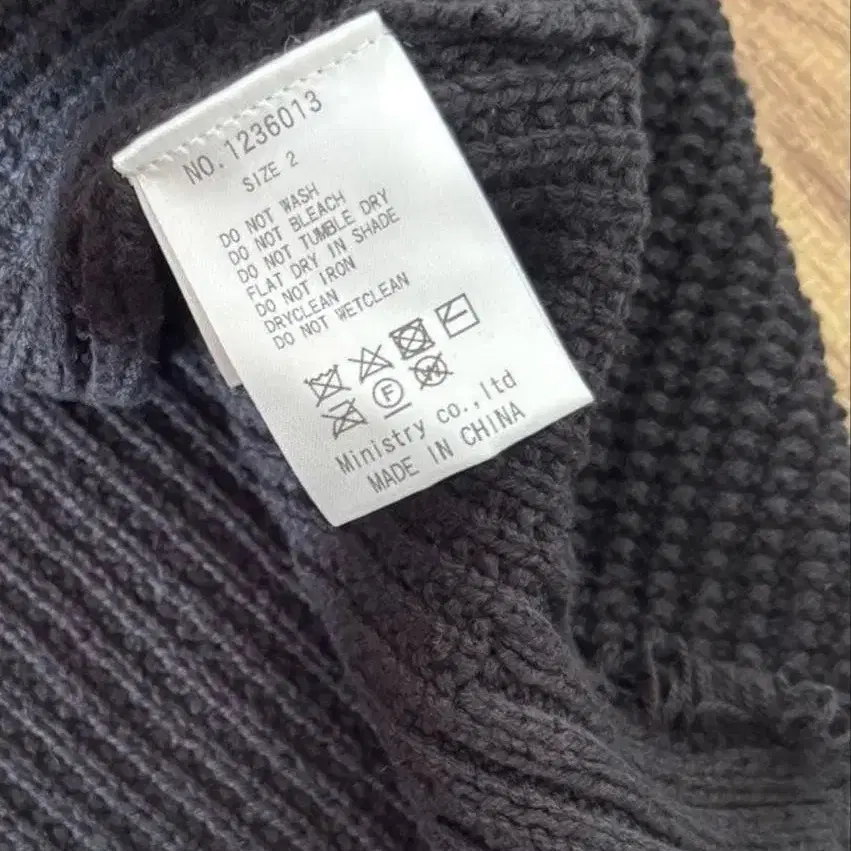 NO.1236013
SIZE 2
DO NOT WASH
DO NOT BLEACH
DO NOT TUMBLE DRY
FLAT DRY IN SHADE
DO NOT IRON
DRYCLEAN
DO NOT WETCLEAN
F W
Ministry co.,ltd
MADE IN CHINA